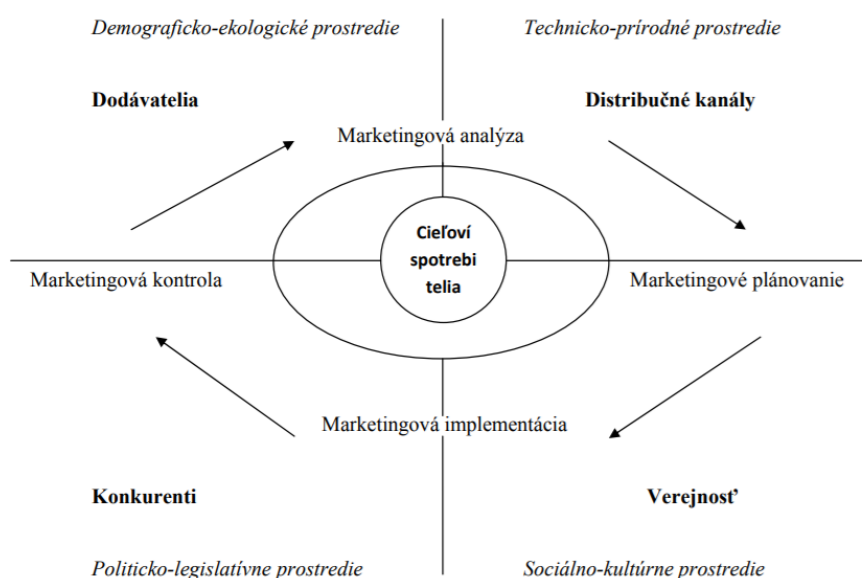 Demograficko-ekologické prostredie
Technicko-prírodné prostredie
Dodávatelia
Distribučné kanály
Marketingová analýza
Cieľoví
spotrebi
telia
Marketingová kontrola
Marketingové plánovanie
Marketingová implementácia
Konkurenti
Verejnosť
Politicko-legislatívne prostredie
Sociálno-kultúrne prostredie